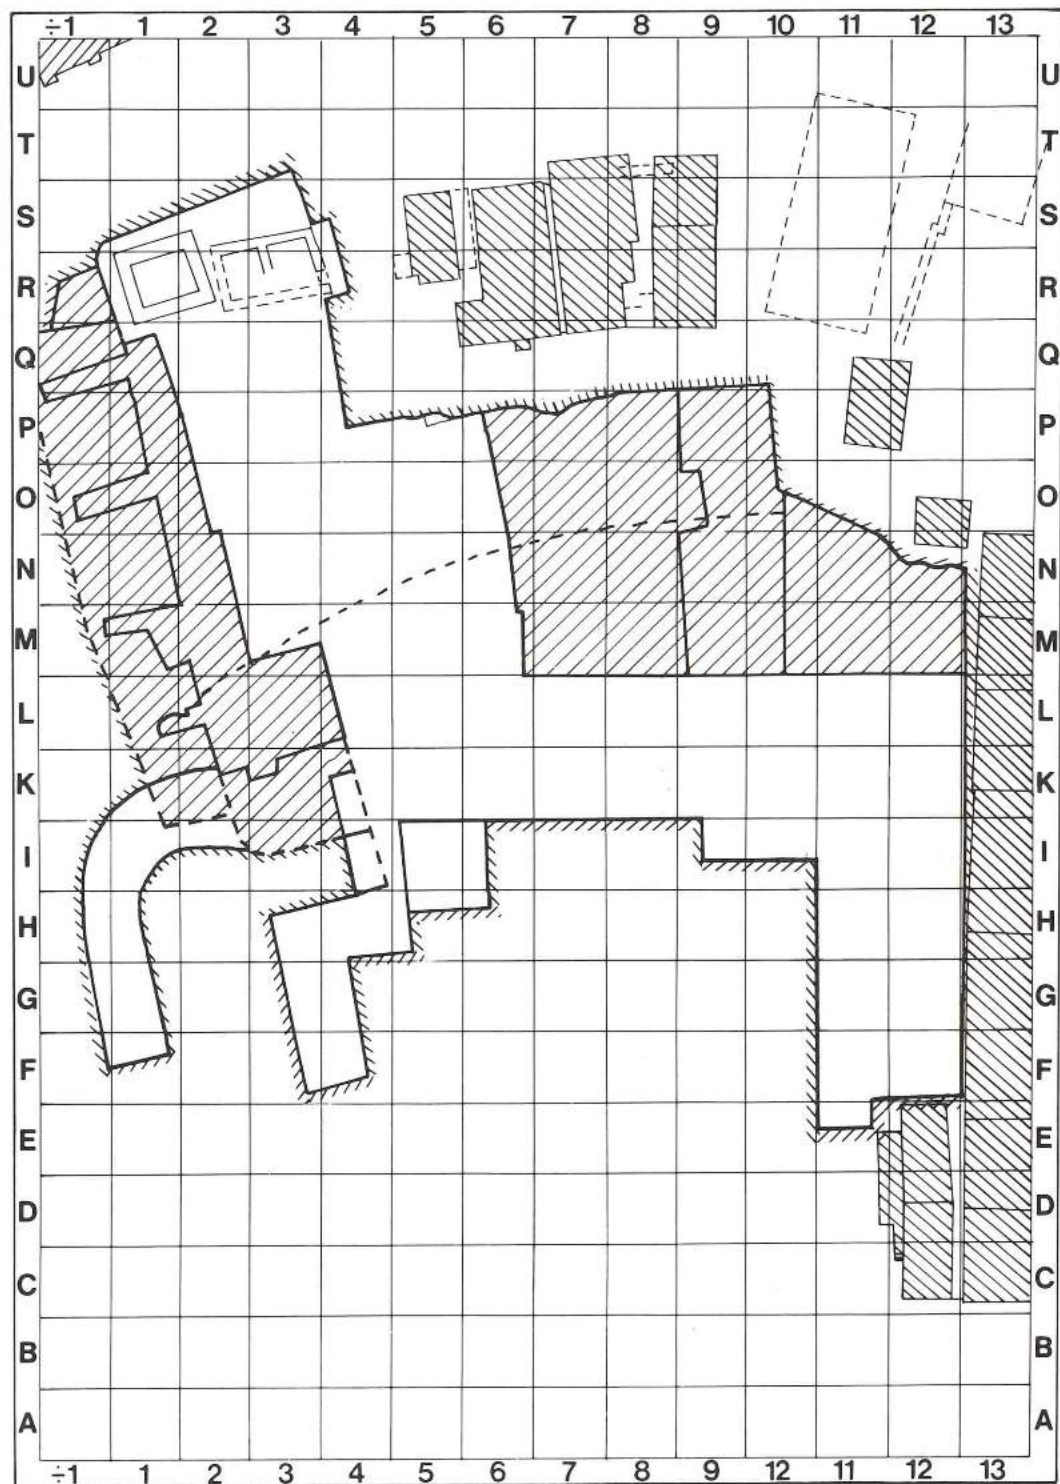 ÷1 1 2 3 4 5 6 7 8 9 10 11 12 13
U U
T T
S S
R R
Q Q
P P
O O
N N
M M
L L
K K
I I
H H
G G
F F
E E
D D
C C
B B
A A
÷1 1 2 3 4 5 6 7 8 9 12 11 12 13